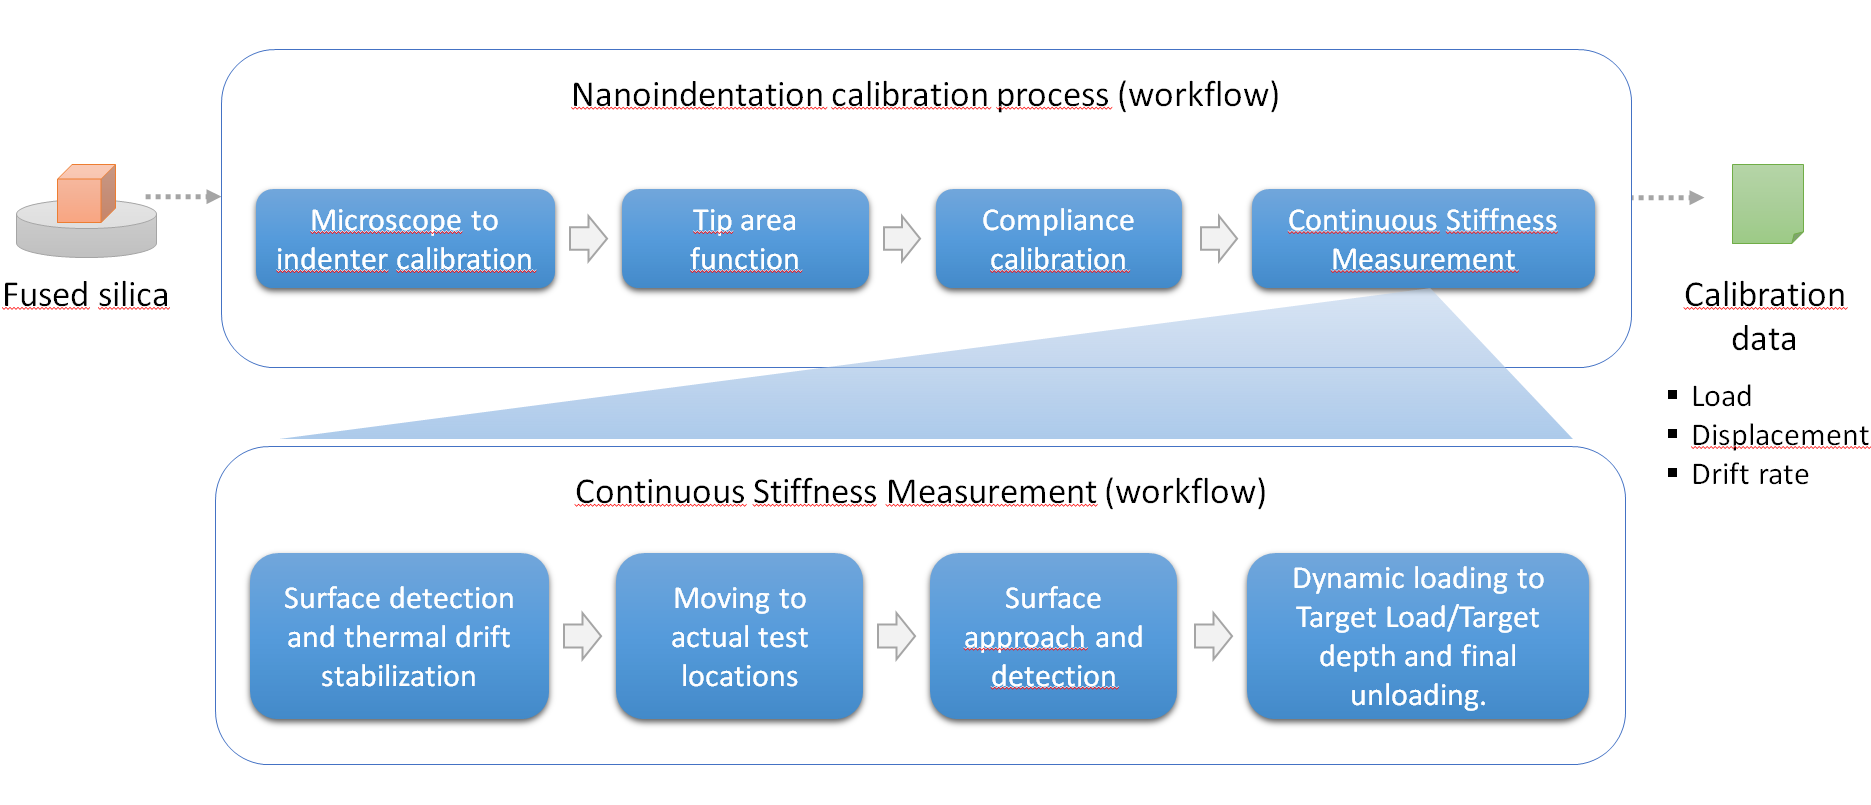 Nanoindentation calibration process (workflow)
Fused silica
Microscope to
indenter calibration
Tip area
function
Compliance
calibration
Continuous Stiffness
Measurement
Calibration
data
▪ Load
▪ Displacement
▪ Drift rate
Continuous Stiffness Measurement (workflow)
Surface detection
and thermal drift
stabilization
Moving to
actual test
locations
Surface
approach and
detection
Dynamic loading to
Target Load/Target
depth and final
unloading.